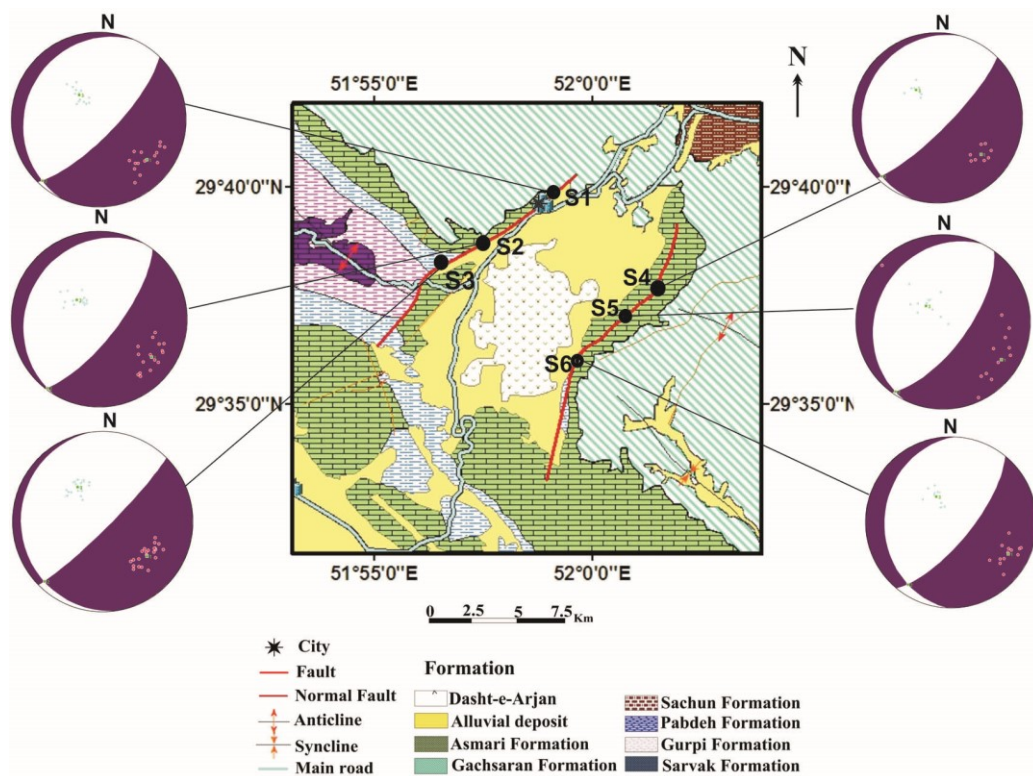 N
N
N
51°55'0"E
52°0'0"E
29°40'0"N
29°40'0"N
S1
S2
S3
S4
S5
S6
N
N
29°35'0"N
29°35'0"N
N
N
51°55'0"E
52°0'0"E
0 2.5 5 7.5 Km
City
Fault
Normal Fault
Anticline
Syncline
Main road
Formation
Dasht-e-Arjan
Alluvial deposit
Asmari Formation
Gachsaran Formation
Sachun Formation
Pabdeh Formation
Gurpi Formation
Sarvak Formation